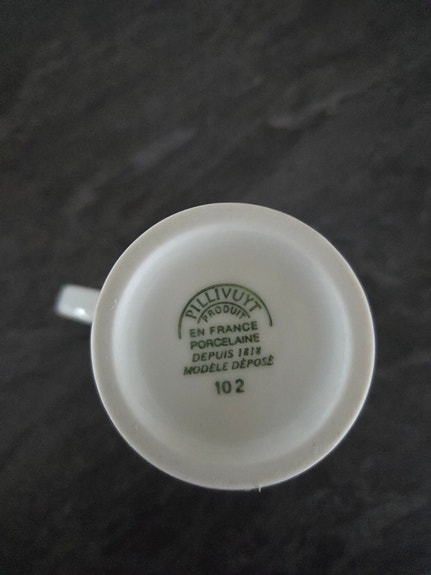 PILLIVUYT
PRODUIT
EN FRANCE
PORCELAINE
DEPUIS 1818
MODÈLE DÉPOSÉ
102